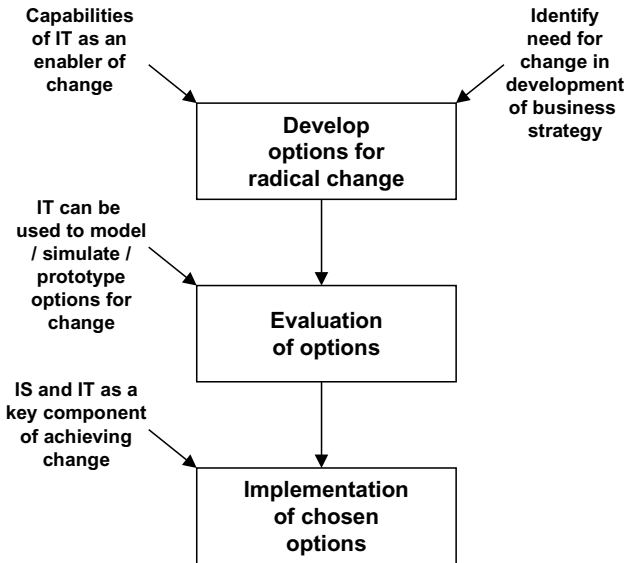 Capabilities
of IT as an
enabler of
change
Identify
need for
change in
development
of business
strategy
Develop
options for
radical change
IT can be
used to model
/ simulate /
prototype
options for
change
Evaluation
of options
IS and IT as a
key component
of achieving
change
Implementation
of chosen
options